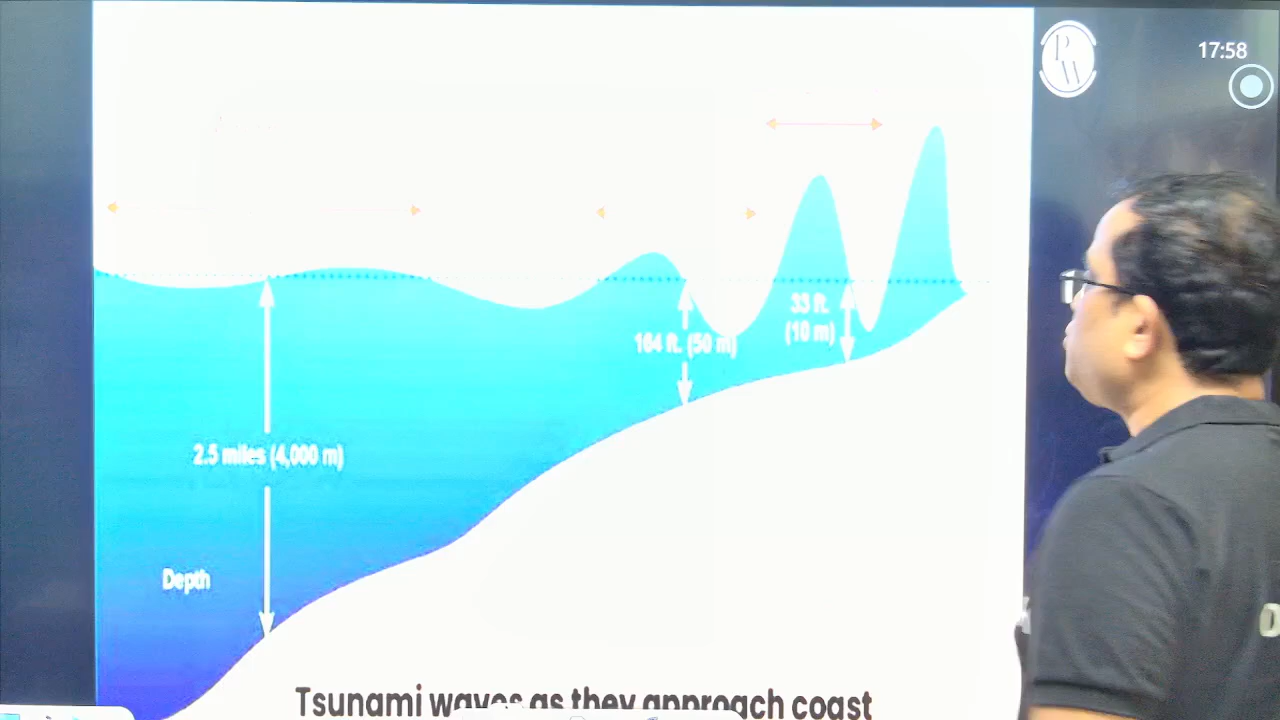 PW
17:58
33 ft.
(10 m)
164 ft. (50 m)
2.5 miles (4,000 m)
Depth
Tsunami waves as they approach coast